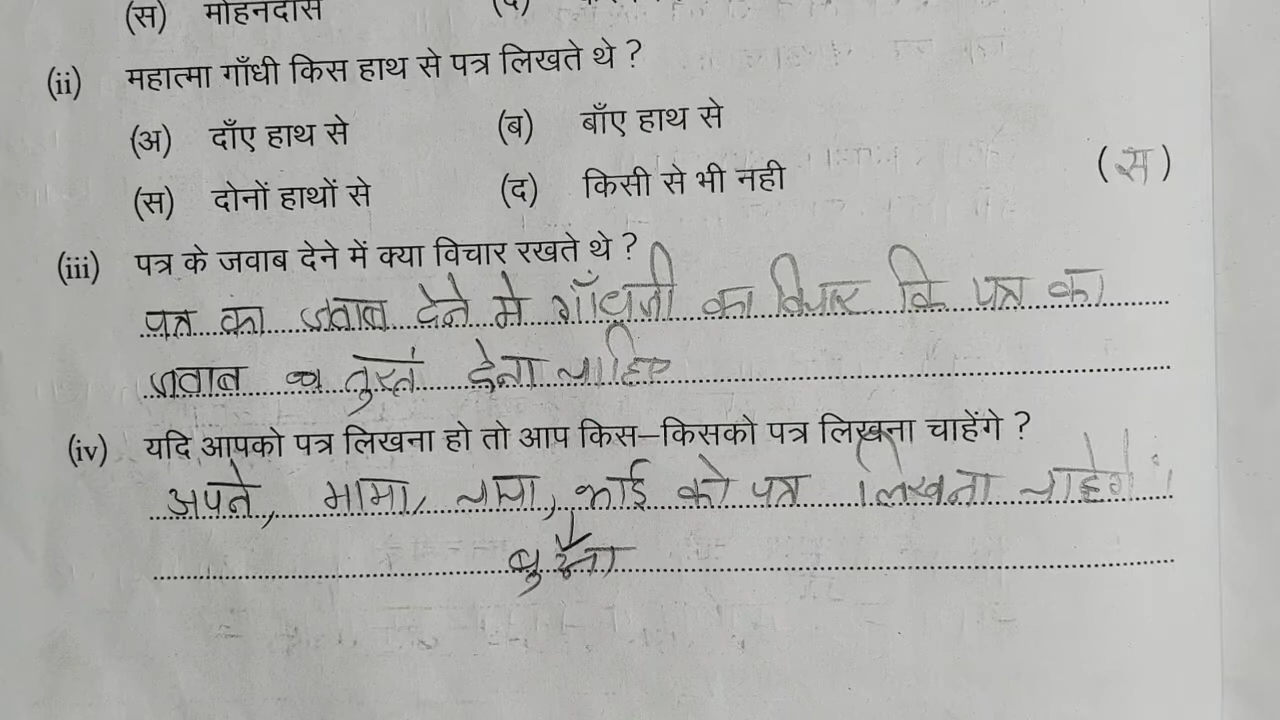 (स) मोहनदास (द)
(ii) महात्मा गाँधी किस हाथ से पत्र लिखते थे ?
(अ) दाँए हाथ से (ब) बाँए हाथ से
(स) दोनों हाथों से (द) किसी से भी नही (स)
(iii) पत्र के जवाब देने में क्या विचार रखते थे ?
पत्र का जवाब देने मे गाँधीजी का विचार कि पत्र का
जवाब तुरतं देना चाहिए
(iv) यदि आपको पत्र लिखना हो तो आप किस–किसको पत्र लिखना चाहेंगे ?
अपने, मामा, चाचा, भाई को पत्र लिखना चाहेगें ।